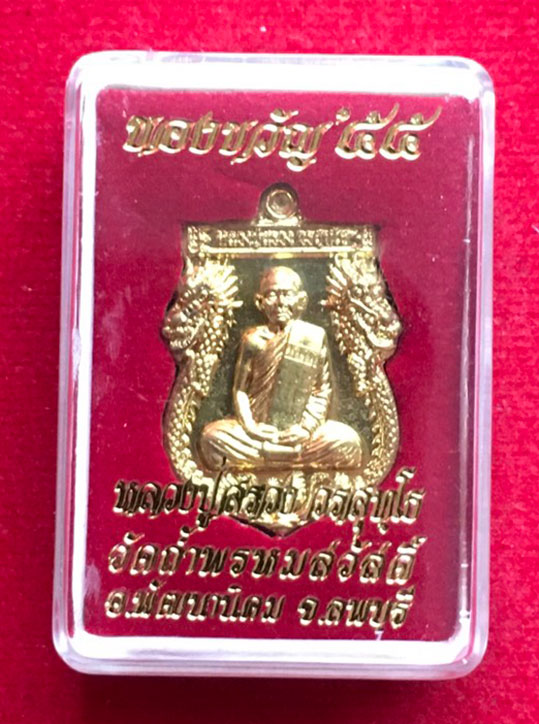 ของขวัญ '๕๕
หลวงปู่สรวง วรสุทฺโธ
วัดถ้ำพรหมสวัสดิ์
อ.พัฒนานิคม จ.ลพบุรี